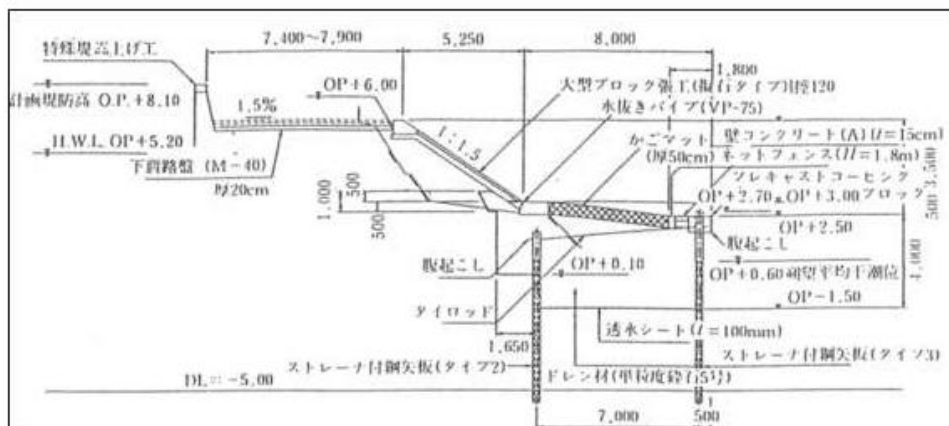 7,400~7,900
5,250
8,000
特殊堤嵩上げ工
1,800
OP+6.00
大型ブロック張工(抜石タイプ)控120
計画堤防高 O.P.+8.10
1.5%
水抜きパイプ(VP-75)
かごマット
(厚50cm)
壁コンクリート(A)(t=15cm)
1:1.5
H.W.L. OP+5.20
ネットフェンス(H=1.8m)
下層路盤 (M-40)
厚20cm
プレキャストコーピング
ブロック
OP+2.70
OP+3.00
500
3,500
1,000
500
500
OP+2.50
腹起こし
腹起こし
OP+0.10
OP+0.60 朔望平均干潮位
4,000
タイロッド
OP-1.50
透水シート(t=100mm)
1,650
ストレーナ付鋼矢板(タイプ2)
ストレーナ付鋼矢板(タイプ3)
DL=-5.00
ドレン材(単粒度砕石5号)
7,000
500